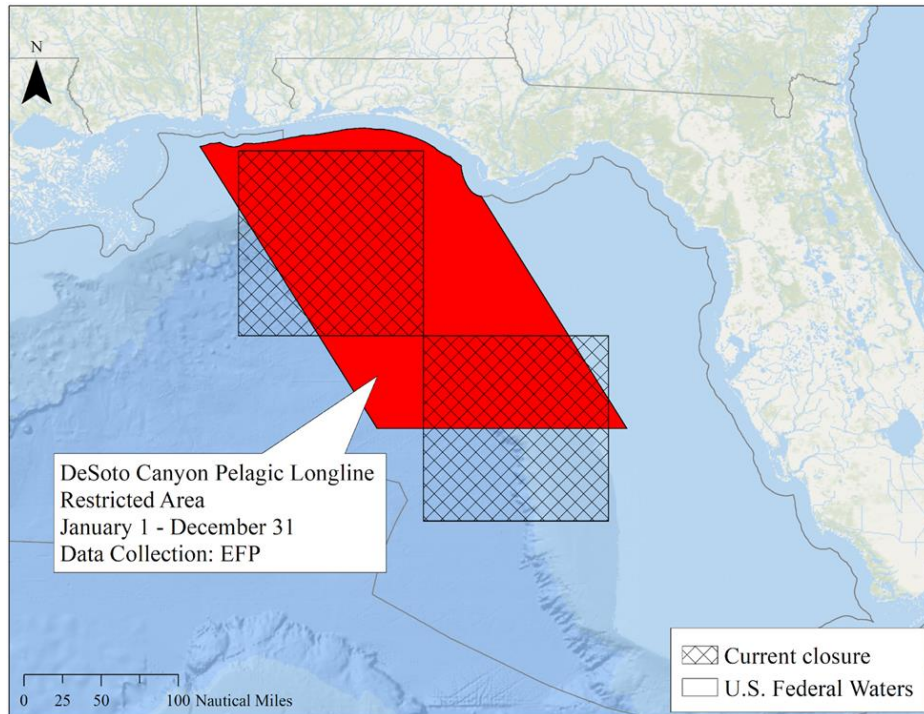 N
DeSoto Canyon Pelagic Longline
Restricted Area
January 1 - December 31
Data Collection: EFP
Current closure
U.S. Federal Waters
0 25 50 100 Nautical Miles